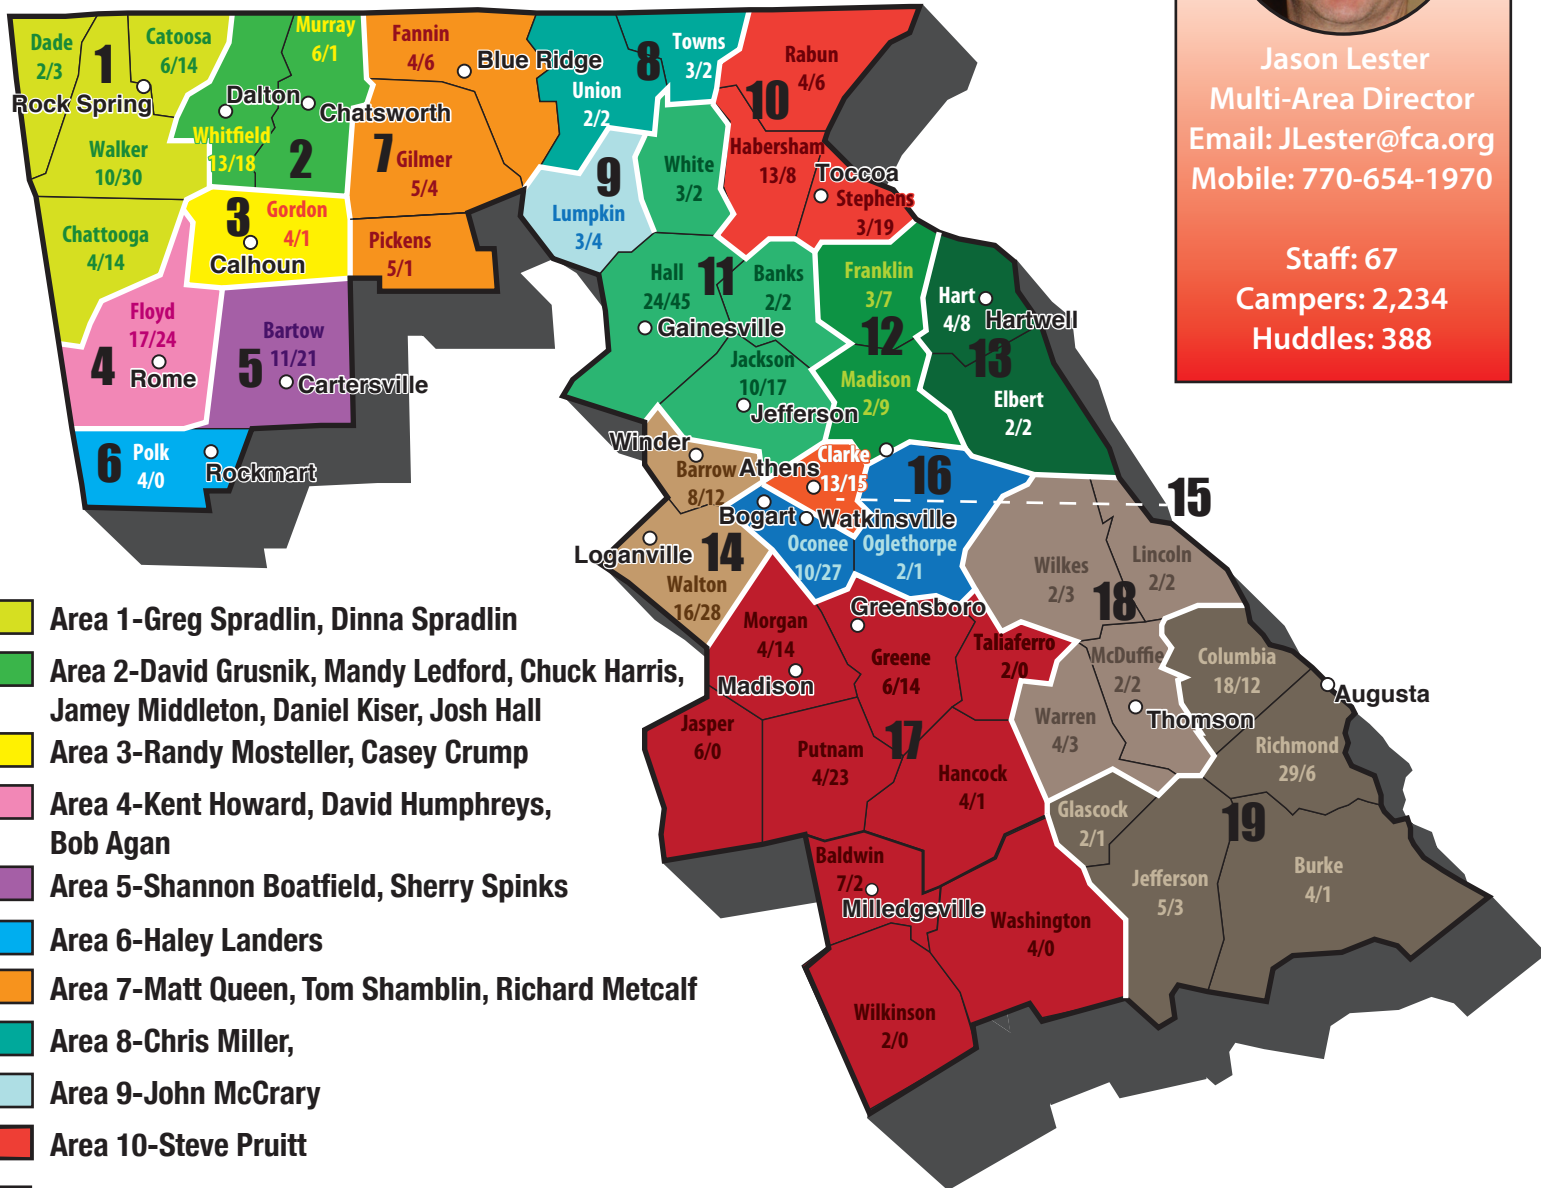 Dade
2/3
1
Catoosa
6/14
Rock Spring
Walker
10/30
Chattooga
4/14
Murray
6/1
Dalton
Chatsworth
Whitfield
13/18
2
Fannin
4/6
Blue Ridge
7
Gilmer
5/4
Pickens
5/1
3
Gordon
4/1
Calhoun
Floyd
17/24
4
Rome
Bartow
11/21
5
Cartersville
6
Polk
4/0
Rockmart
8
Towns
3/2
Union
2/2
9
Lumpkin
3/4
White
3/2
Rabun
4/6
10
Habersham
13/8
Toccoa
Stephens
3/19
Hall
24/45
11
Banks
2/2
Gainesville
Jackson
10/17
Jefferson
Franklin
3/7
12
Madison
2/9
Hart
4/8
Hartwell
13
Elbert
2/2
Winder
Barrow
8/12
Athens
Clarke
13/15
16
15
Bogart
Watkinsville
Loganville
14
Walton
16/28
Oconee
10/27
Oglethorpe
2/1
Wilkes
2/3
Lincoln
2/2
18
McDuffie
2/2
Thomson
Warren
4/3
Columbia
18/12
Augusta
Richmond
29/6
Glascock
2/1
19
Jefferson
5/3
Burke
4/1
Greensboro
Morgan
4/14
Madison
Greene
6/14
Taliaferro
2/0
Jasper
6/0
Putnam
4/23
17
Hancock
4/1
Baldwin
7/2
Milledgeville
Washington
4/0
Wilkinson
2/0
Jason Lester
Multi-Area Director
Email: JLester@fca.org
Mobile: 770-654-1970
Staff: 67
Campers: 2,234
Huddles: 388
Area 1-Greg Spradlin, Dinna Spradlin
Area 2-David Grusnik, Mandy Ledford, Chuck Harris,
Jamey Middleton, Daniel Kiser, Josh Hall
Area 3-Randy Mosteller, Casey Crump
Area 4-Kent Howard, David Humphreys,
Bob Agan
Area 5-Shannon Boatfield, Sherry Spinks
Area 6-Haley Landers
Area 7-Matt Queen, Tom Shamblin, Richard Metcalf
Area 8-Chris Miller,
Area 9-John McCrary
Area 10-Steve Pruitt